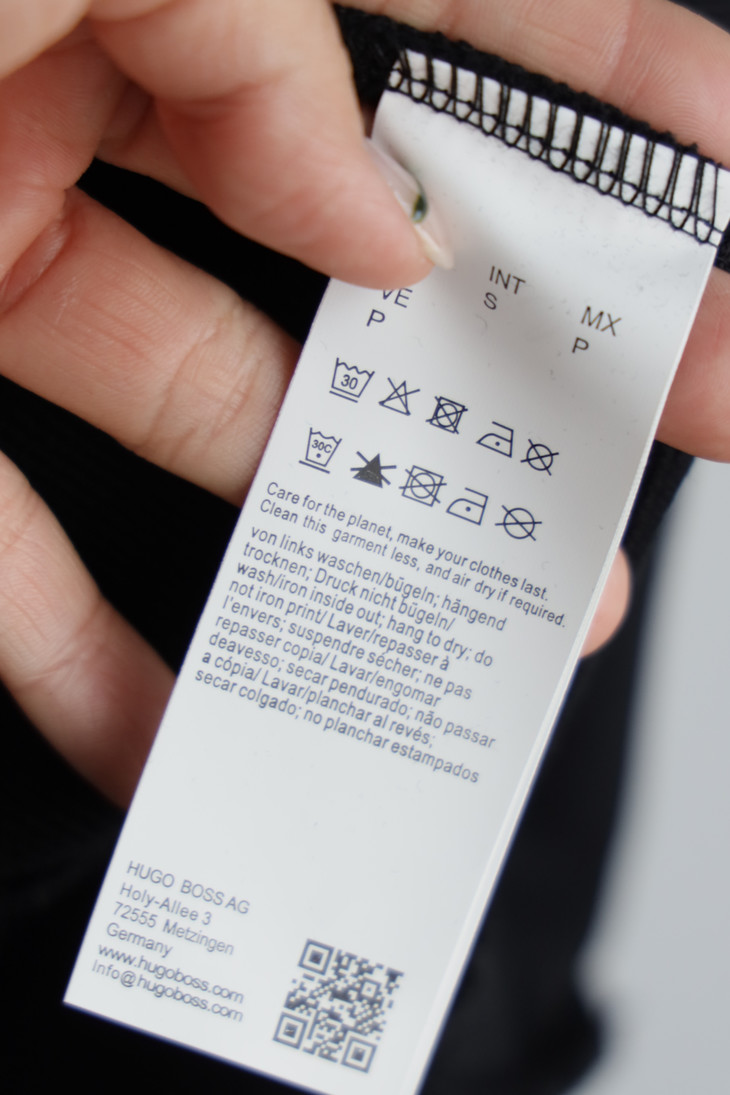 VE INT MX
P S P
30
30C
Care for the planet, make your clothes last.
Clean this garment less, and air dry if required.
von links waschen/bügeln; hängend
trocknen; Druck nicht bügeln/
wash/iron inside out; hang to dry; do
not iron print/ Laver/repasser à
l'envers; suspendre sécher; ne pas
repasser copia/ Lavar/engomar
deavesso; secar pendurado; não passar
a cópia/ Lavar/planchar al revés;
secar colgado; no planchar estampados
HUGO BOSS AG
Holy-Allee 3
72555 Metzingen
Germany
www.hugoboss.com
Info@hugoboss.com